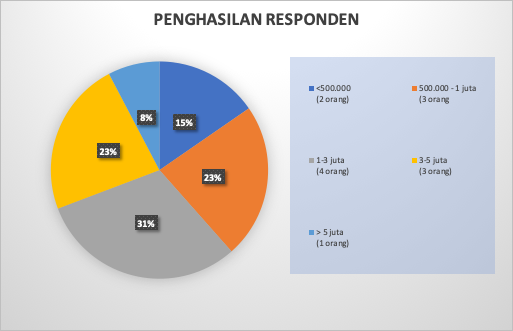 PENGHASILAN RESPONDEN
15%
23%
31%
23%
8%
<500.000
(2 orang)
500.000 - 1 juta
(3 orang
1-3 juta
(4 orang)
3-5 juta
(3 orang)
> 5 juta
(1 orang)